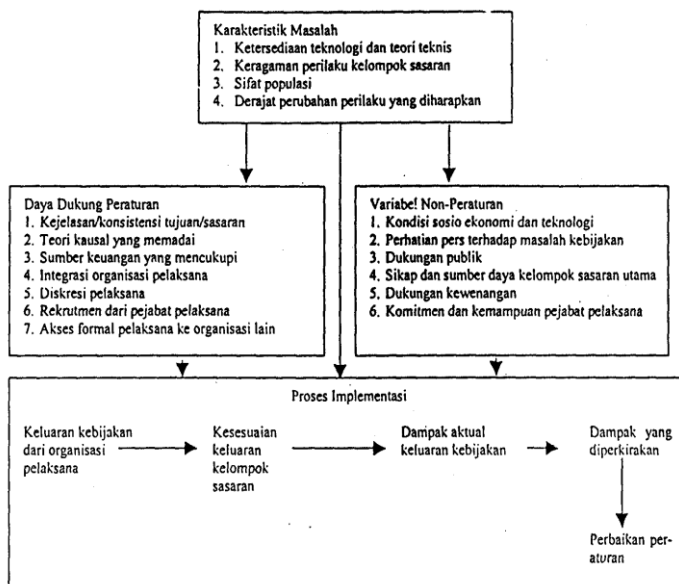 Karakteristik Masalah
1. Ketersediaan teknologi dan teori teknis
2. Keragaman perilaku kelompok sasaran
3. Sifat populasi
4. Derajat perubahan perilaku yang diharapkan
Daya Dukung Peraturan
1. Kejelasan/konsistensi tujuan/sasaran
2. Teori kausal yang memadai
3. Sumber keuangan yang mencukupi
4. Integrasi organisasi pelaksana
5. Diskresi pelaksana
6. Rekrutmen dari pejabat pelaksana
7. Akses formal pelaksana ke organisasi lain
Variabel Non-Peraturan
1. Kondisi sosio ekonomi dan teknologi
2. Perhatian pers terhadap masalah kebijakan
3. Dukungan publik
4. Sikap dan sumber daya kelompok sasaran utama
5. Dukungan kewenangan
6. Komitmen dan kemampuan pejabat pelaksana
Proses Implementasi
Keluaran kebijakan
dari organisasi
pelaksana
Kesesuaian
keluaran
kelompok
sasaran
Dampak aktual
keluaran kebijakan
Dampak yang
diperkirakan
Perbaikan per-
aturan